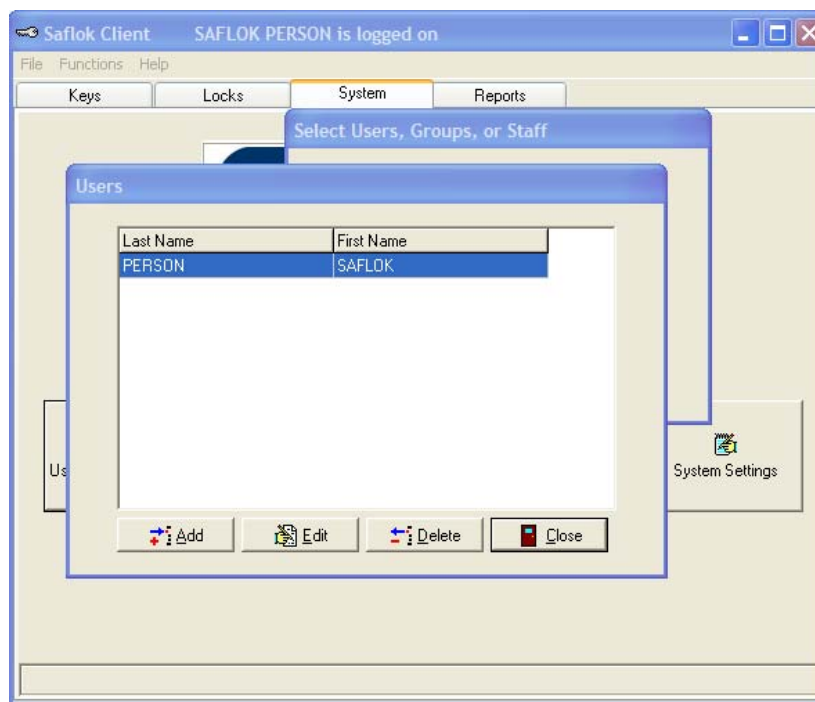 Saflok Client SAFLOK PERSON is logged on
File Functions Help
Keys Locks System Reports
Select Users, Groups, or Staff
Users
Last Name First Name
PERSON SAFLOK
Us
System Settings
Add Edit Delete Close